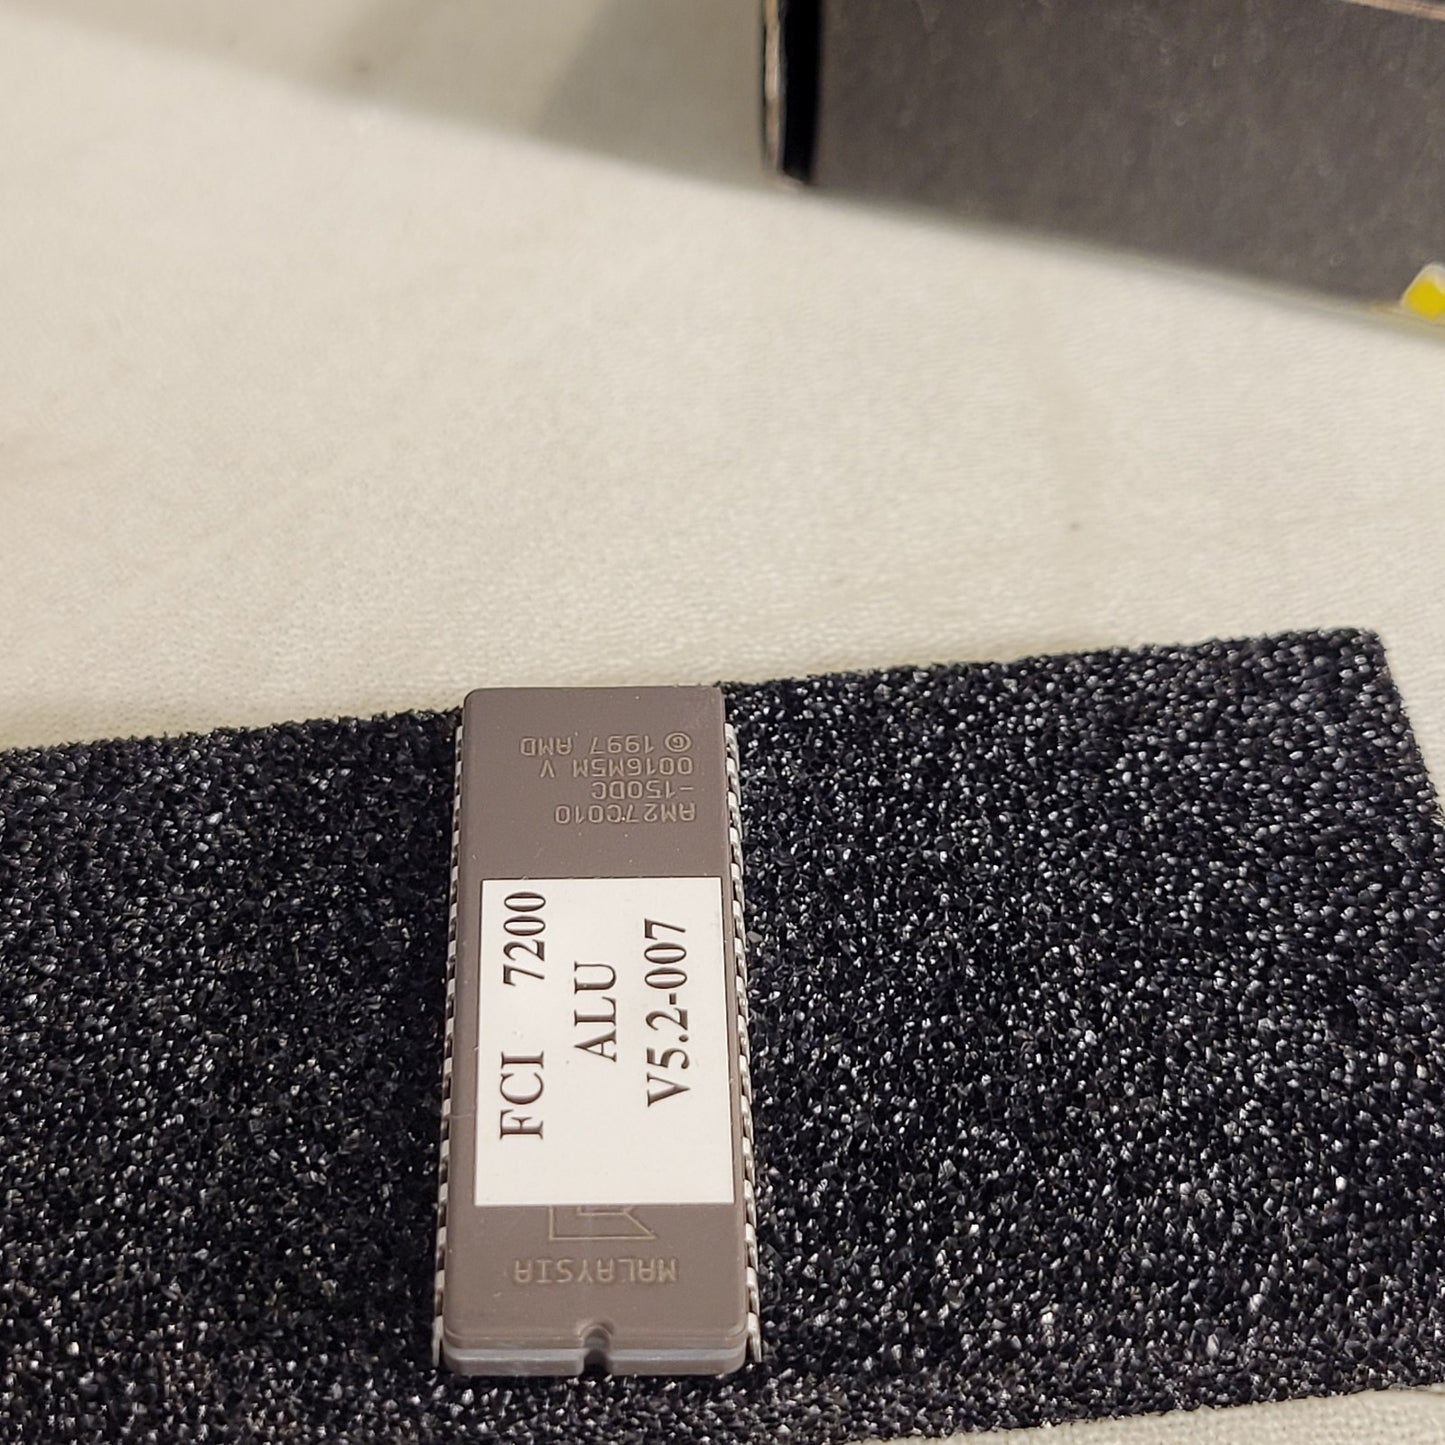 © 1997 AMD
0016M5M V
-150DC
AM27C010
FCI 7200
ALU
V5.2-007
MALAYSIA